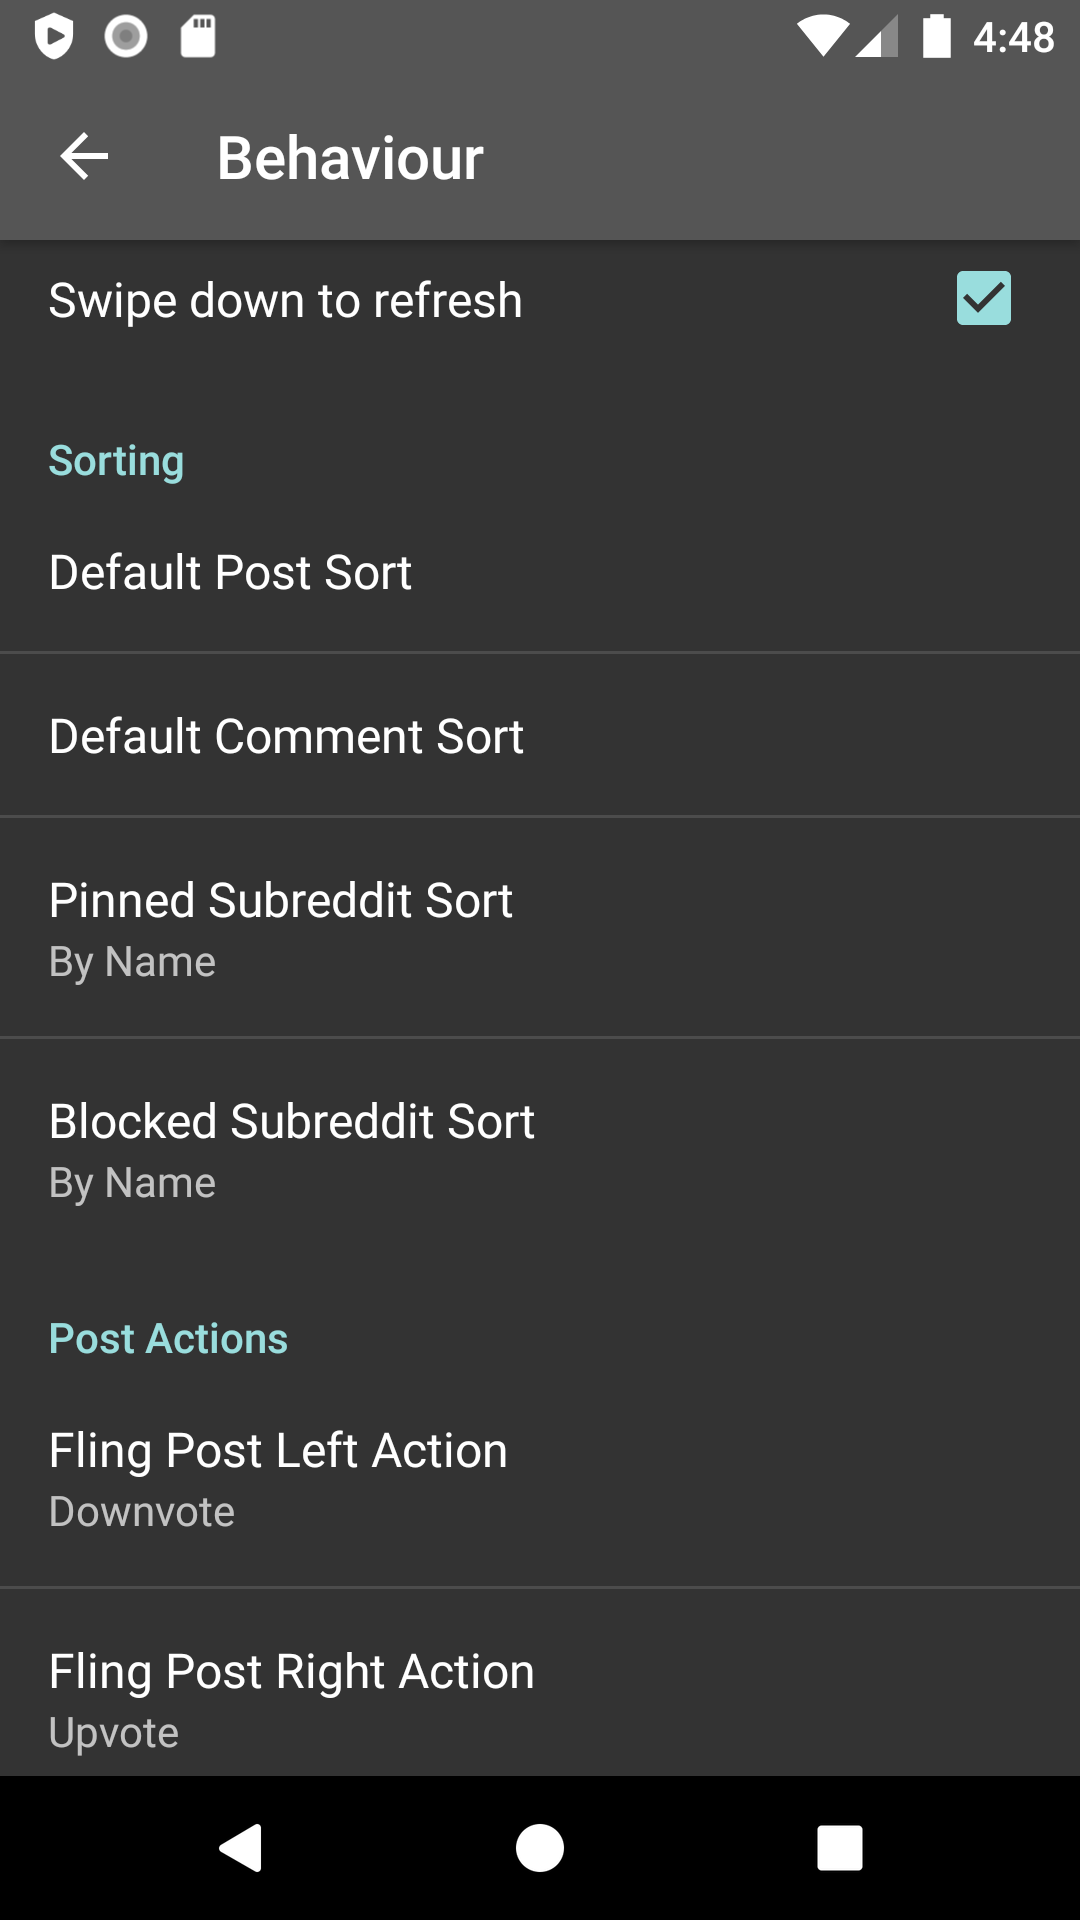 4:48
Behaviour
Swipe down to refresh
Sorting
Default Post Sort
Default Comment Sort
Pinned Subreddit Sort
By Name
Blocked Subreddit Sort
By Name
Post Actions
Fling Post Left Action
Downvote
Fling Post Right Action
Upvote